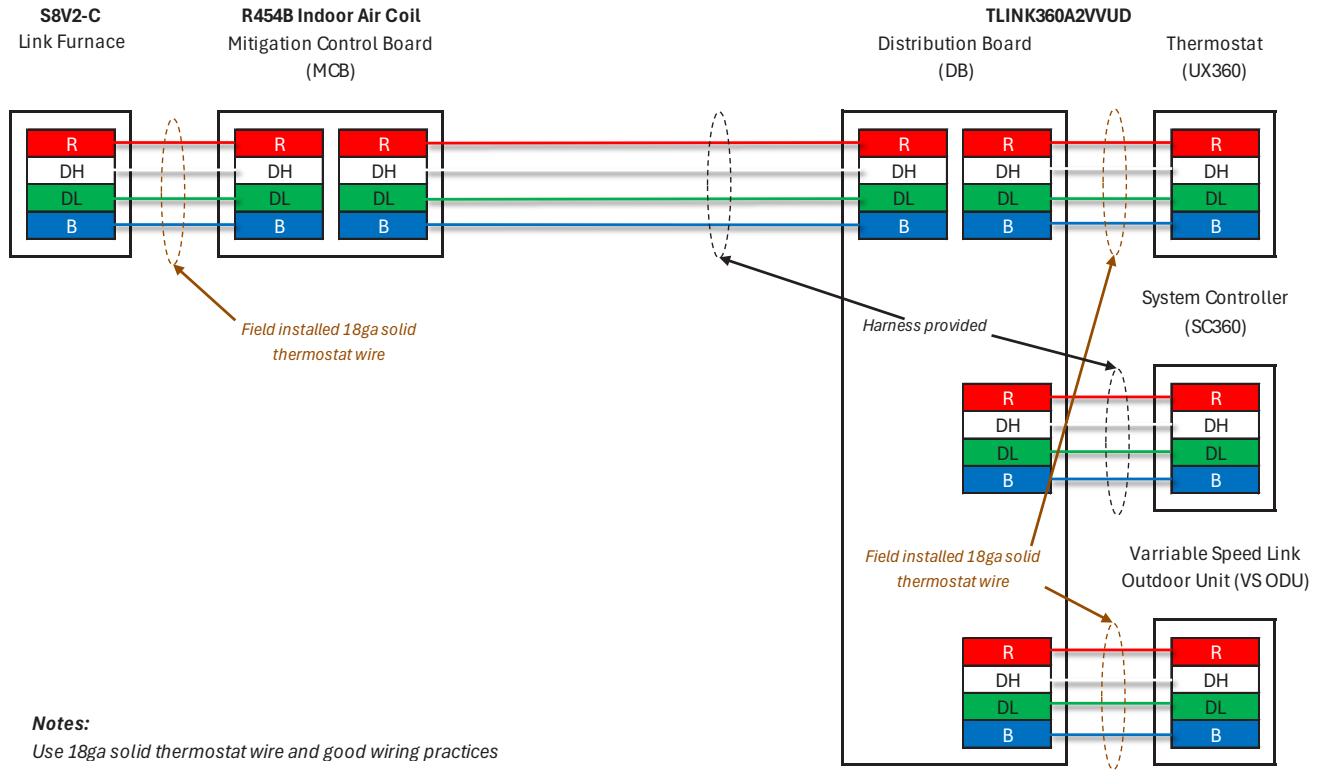 S8V2-C
Link Furnace
R454B Indoor Air Coil
Mitigation Control Board
(MCB)
TLINK360A2VVUD
Distribution Board
(DB)
Thermostat
(UX360)
R
DH
DL
B
R
DH
DL
B
R
DH
DL
B
R
DH
DL
B
R
DH
DL
B
R
DH
DL
B
Field installed 18ga solid
thermostat wire
Harness provided
System Controller
(SC360)
R
DH
DL
B
R
DH
DL
B
Field installed 18ga solid
thermostat wire
Varriable Speed Link
Outdoor Unit (VS ODU)
R
DH
DL
B
R
DH
DL
B
Notes:
Use 18ga solid thermostat wire and good wiring practices